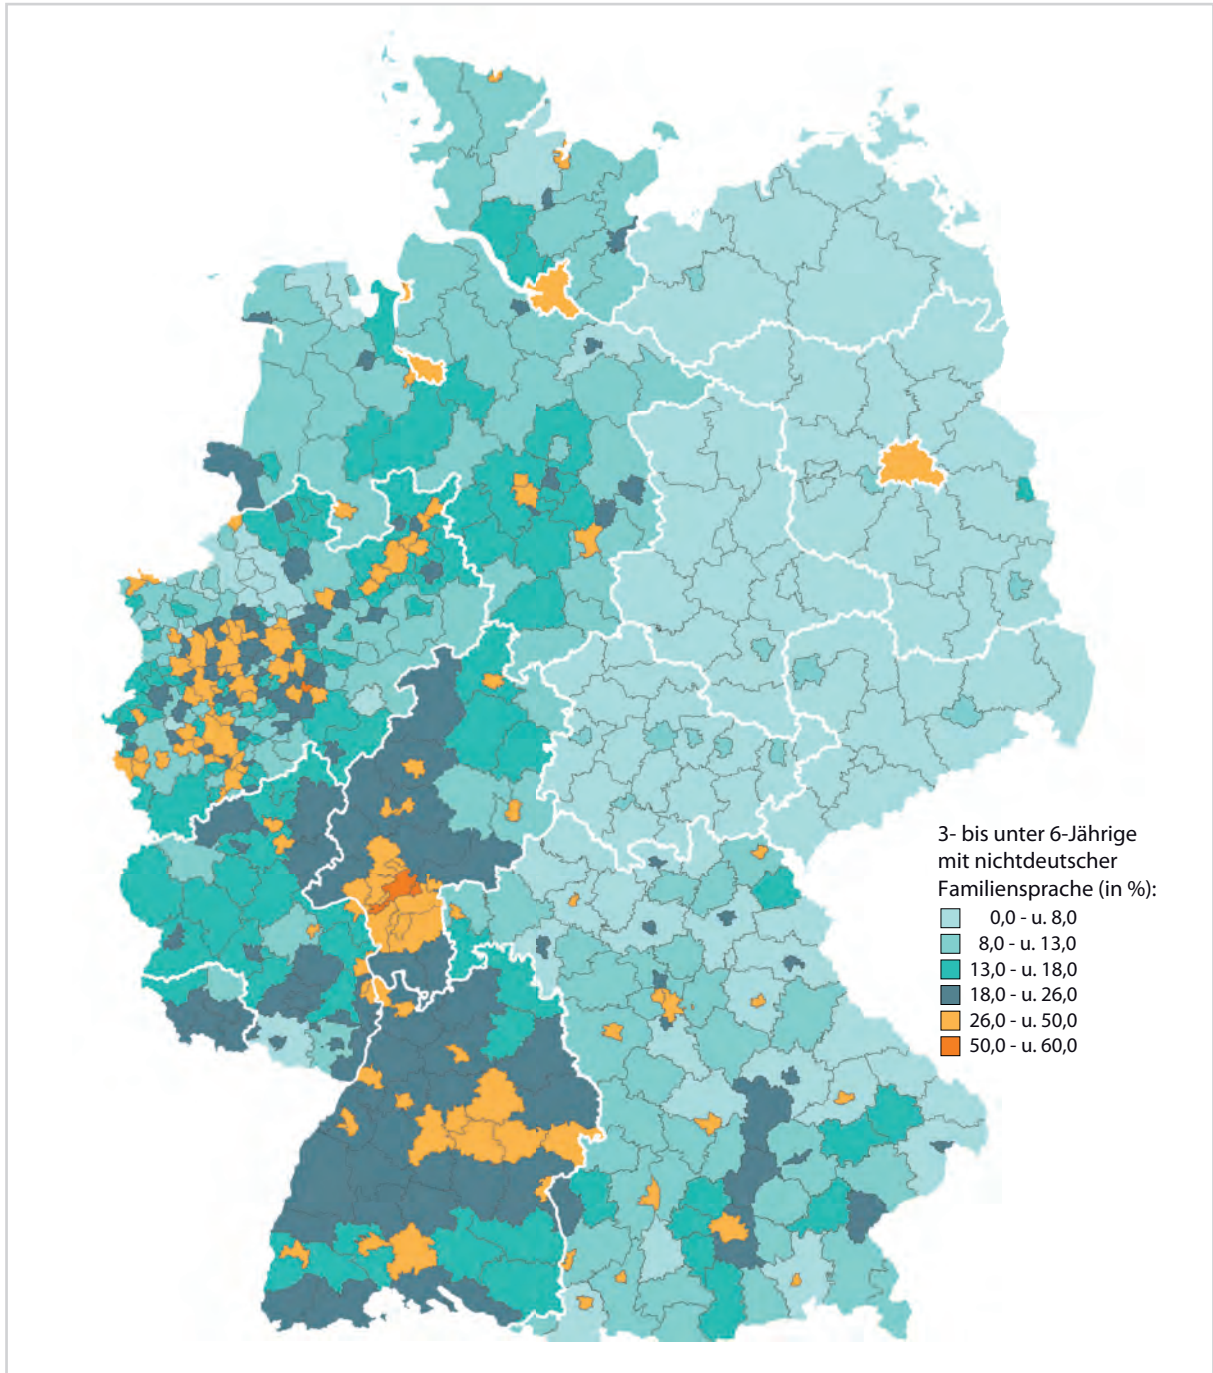 3- bis unter 6-Jährige
mit nichtdeutscher
Familiensprache (in %):
0,0 - u. 8,0
8,0 - u. 13,0
13,0 - u. 18,0
18,0 - u. 26,0
26,0 - u. 50,0
50,0 - u. 60,0